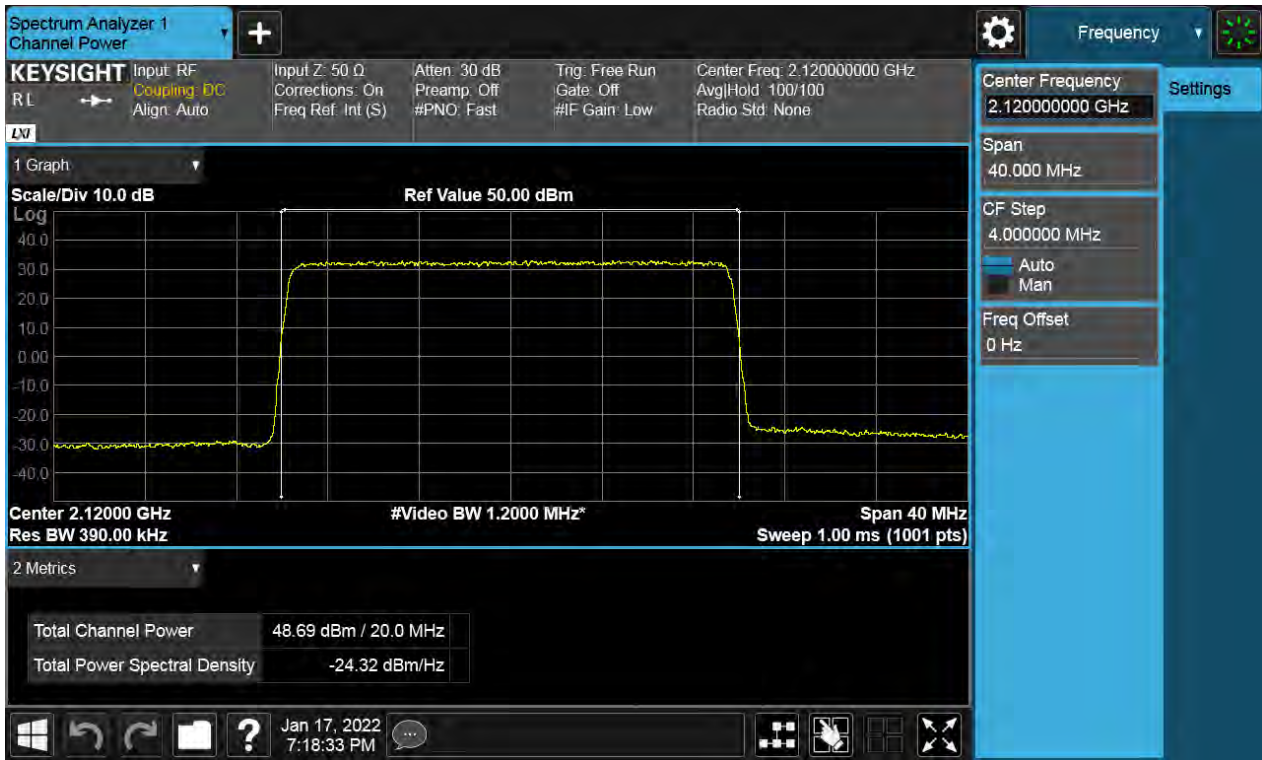 Spectrum Analyzer 1
Channel Power
+
Frequency
KEYSIGHT Input: RF Input Z: 50 Ω Atten: 30 dB Trig: Free Run Center Freq: 2.120000000 GHz
RL Coupling: DC Corrections: On Preamp: Off Gate: Off Avg|Hold: 100/100
Align: Auto Freq Ref: Int (S) #PNO: Fast #IF Gain: Low Radio Std: None
LXI
Center Frequency
2.120000000 GHz
Settings
Span
40.000 MHz
CF Step
4.000000 MHz
Auto
Man
Freq Offset
0 Hz
1 Graph
Scale/Div 10.0 dB Ref Value 50.00 dBm
Log
40.0
30.0
20.0
10.0
0.00
-10.0
-20.0
-30.0
-40.0
Center 2.12000 GHz #Video BW 1.2000 MHz* Span 40 MHz
Res BW 390.00 kHz Sweep 1.00 ms (1001 pts)
2 Metrics
Total Channel Power 48.69 dBm / 20.0 MHz
Total Power Spectral Density -24.32 dBm/Hz
? Jan 17, 2022
7:18:33 PM